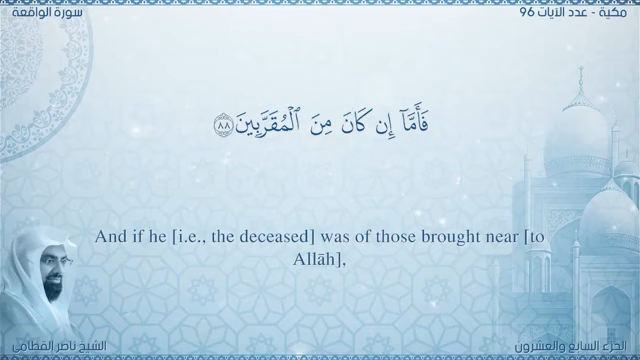 مكية - عدد الآيات 96
سورة الواقعة
فَأَمَّآ إِن كَانَ مِنَ ٱلْمُقَرَّبِينَ ٨٨
And if he [i.e., the deceased] was of those brought near [to
Allāh],
الجزء السابع والعشرون
الشيخ ناصر القطامي